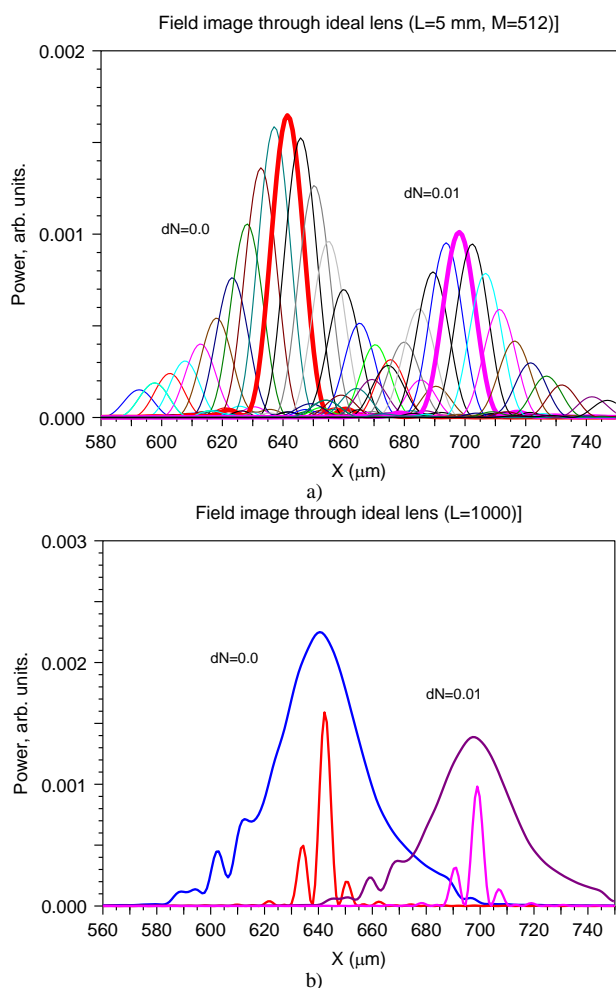 Field image through ideal lens (L=5 mm, M=512)]
0.002
0.001
0.000
Power, arb. units.
dN=0.0
dN=0.01
580 600 620 640 660 680 700 720 740
X (μm)
a)
Field image through ideal lens (L=1000)]
0.003
0.002
0.001
0.000
Power, arb. units.
dN=0.0
dN=0.01
560 580 600 620 640 660 680 700 720 740
X (μm)
b)